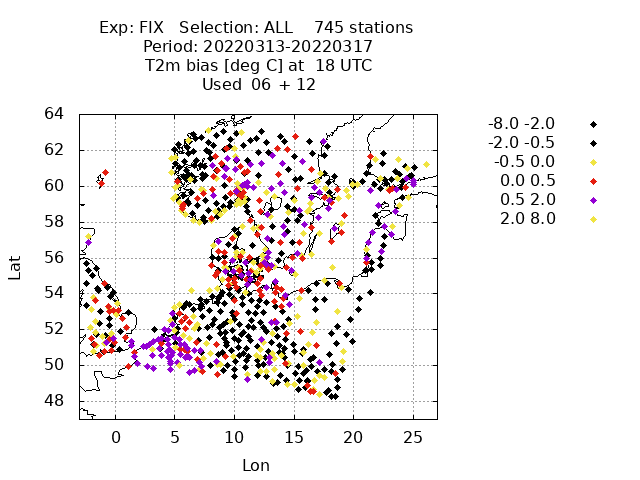 Exp: FIX Selection: ALL 745 stations
Period: 20220313-20220317
T2m bias [deg C] at 18 UTC
Used 06 + 12
64
62
60
58
56
54
52
50
48
0 5 10 15 20 25
Lat
Lon
-8.0 -2.0
-2.0 -0.5
-0.5 0.0
0.0 0.5
0.5 2.0
2.0 8.0